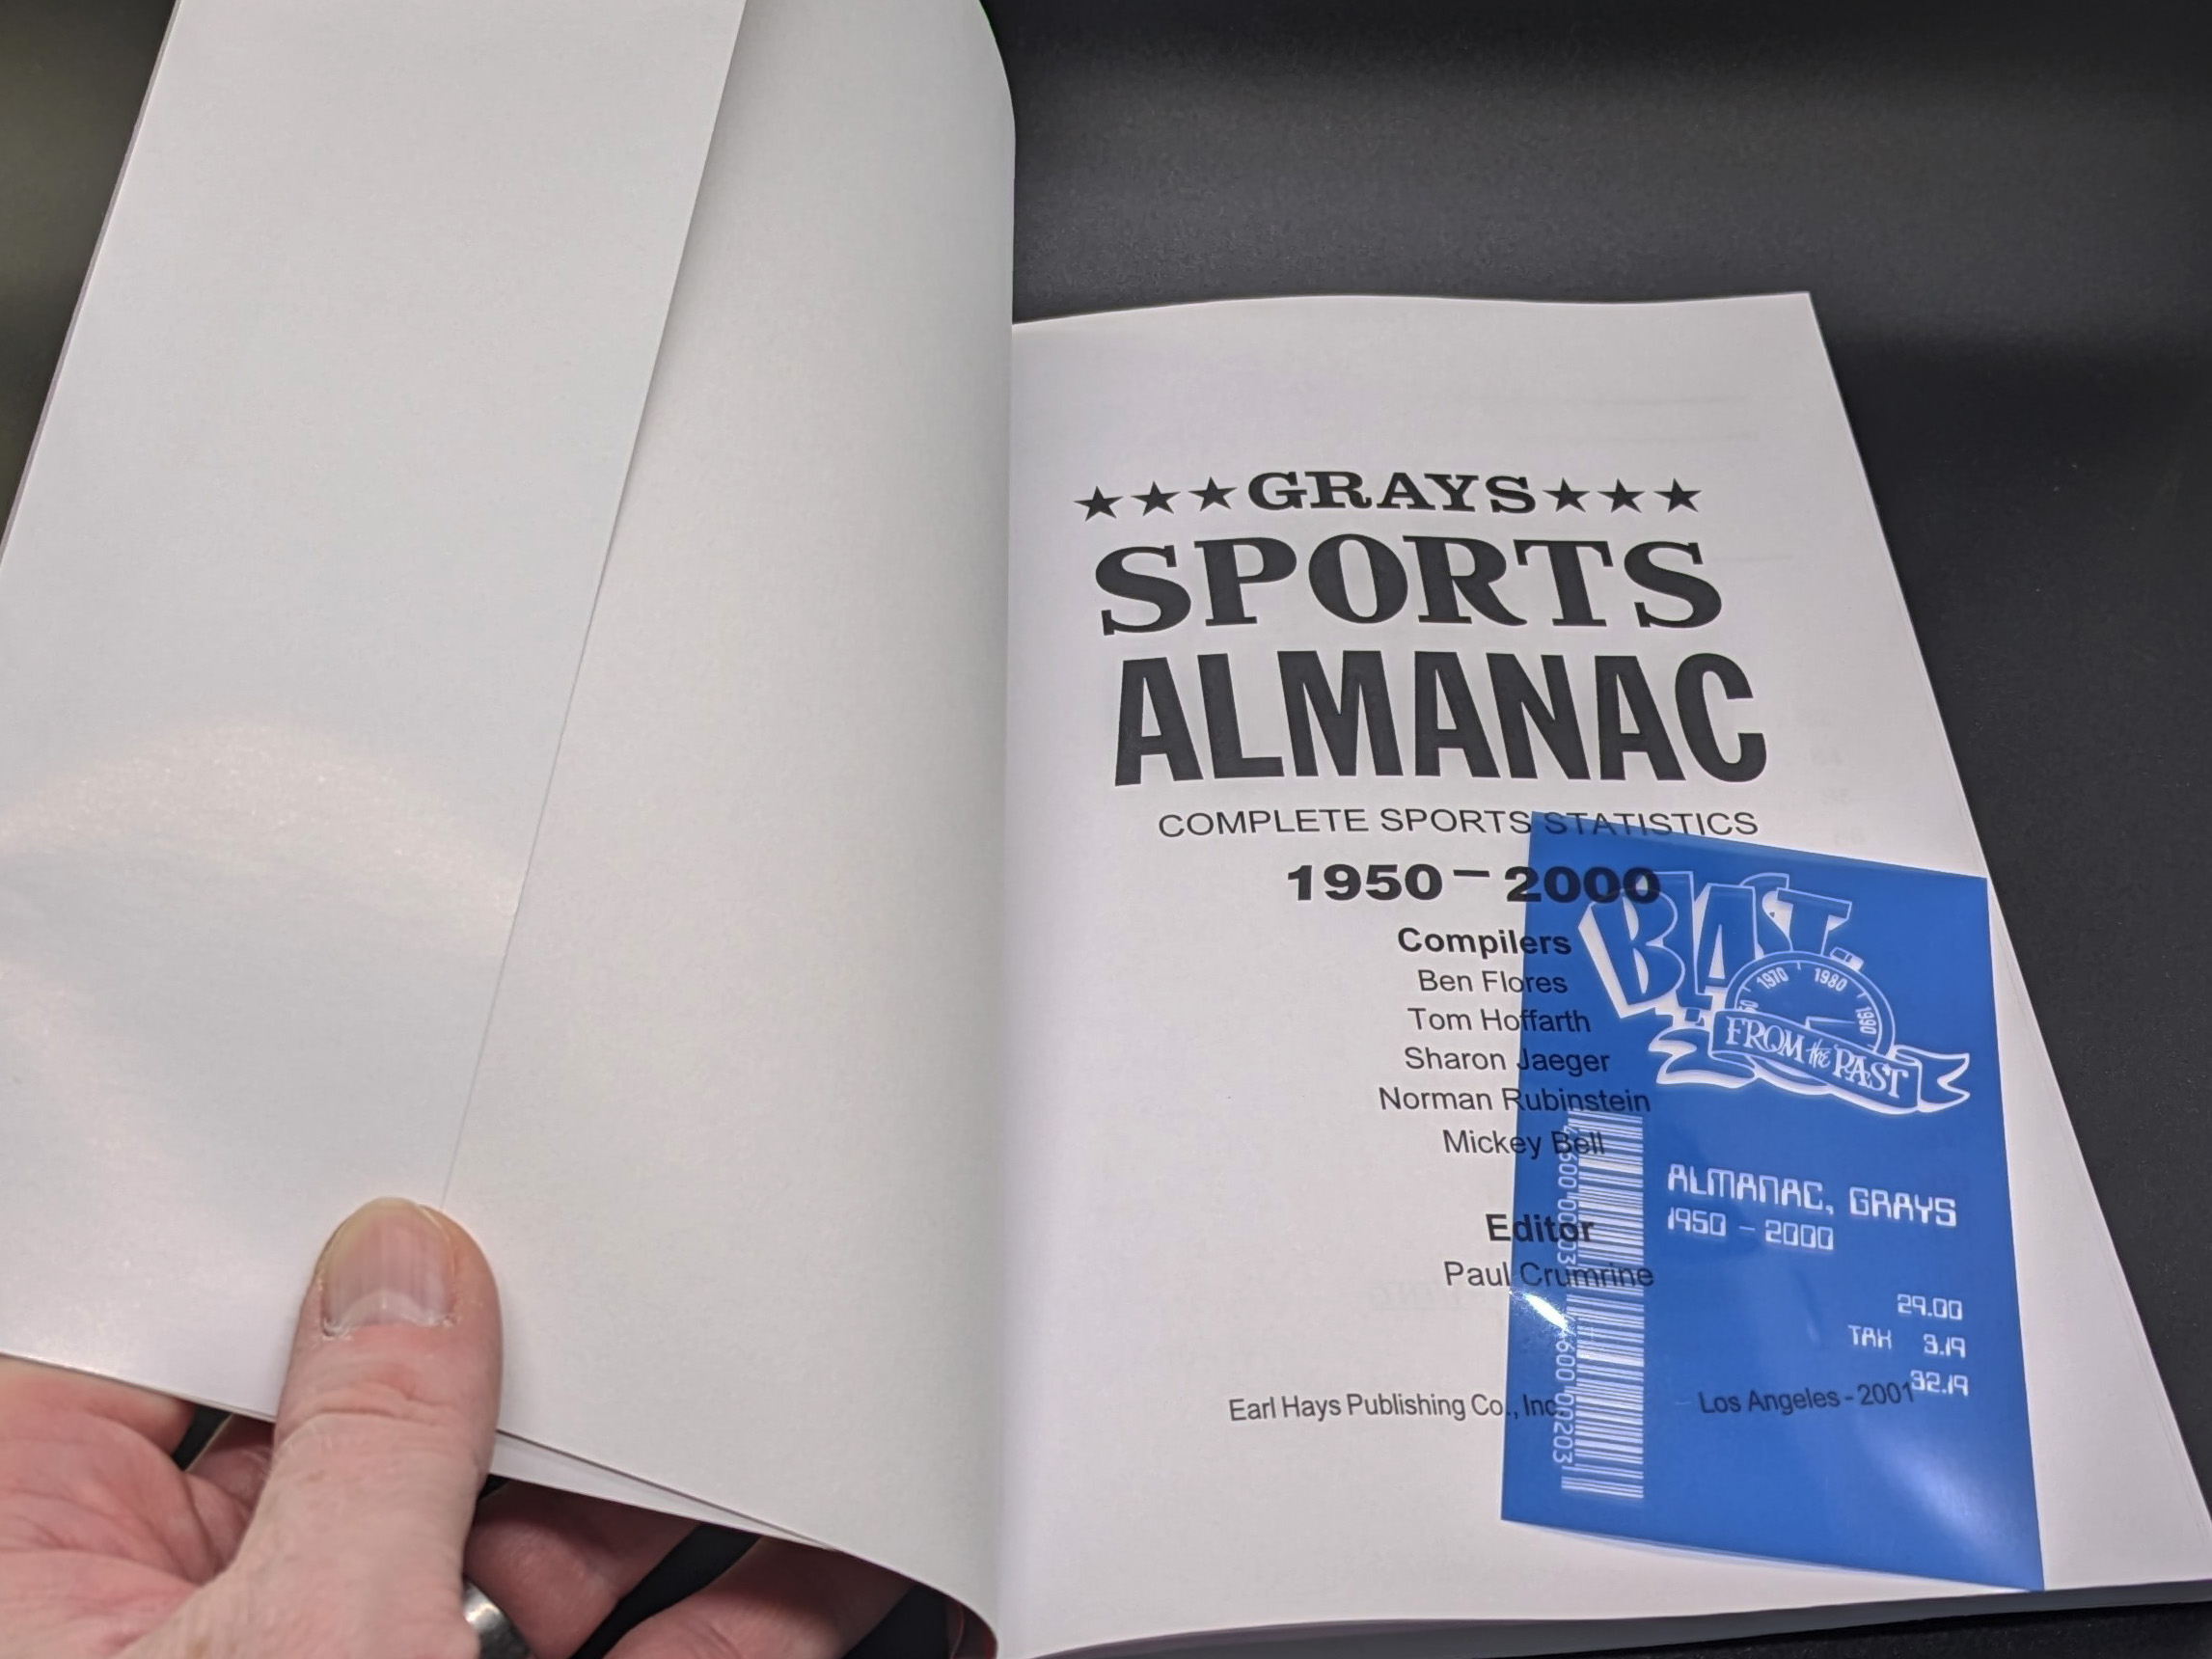 ★★★GRAYS★★★
SPORTS
ALMANAC
COMPLETE SPORTS STATISTICS
1950 – 2000
Compilers
Ben Flores
Tom Hoffarth
Sharon Jaeger
Norman Rubinstein
Mickey Bell
Editor
Paul Crumrine
Earl Hays Publishing Co., Inc. Los Angeles - 2001
BLAST
1970 1980 1990
FROM the PAST
ALMANAC, GRAYS
1950 - 2000
29.00
TAX 3.19
32.19